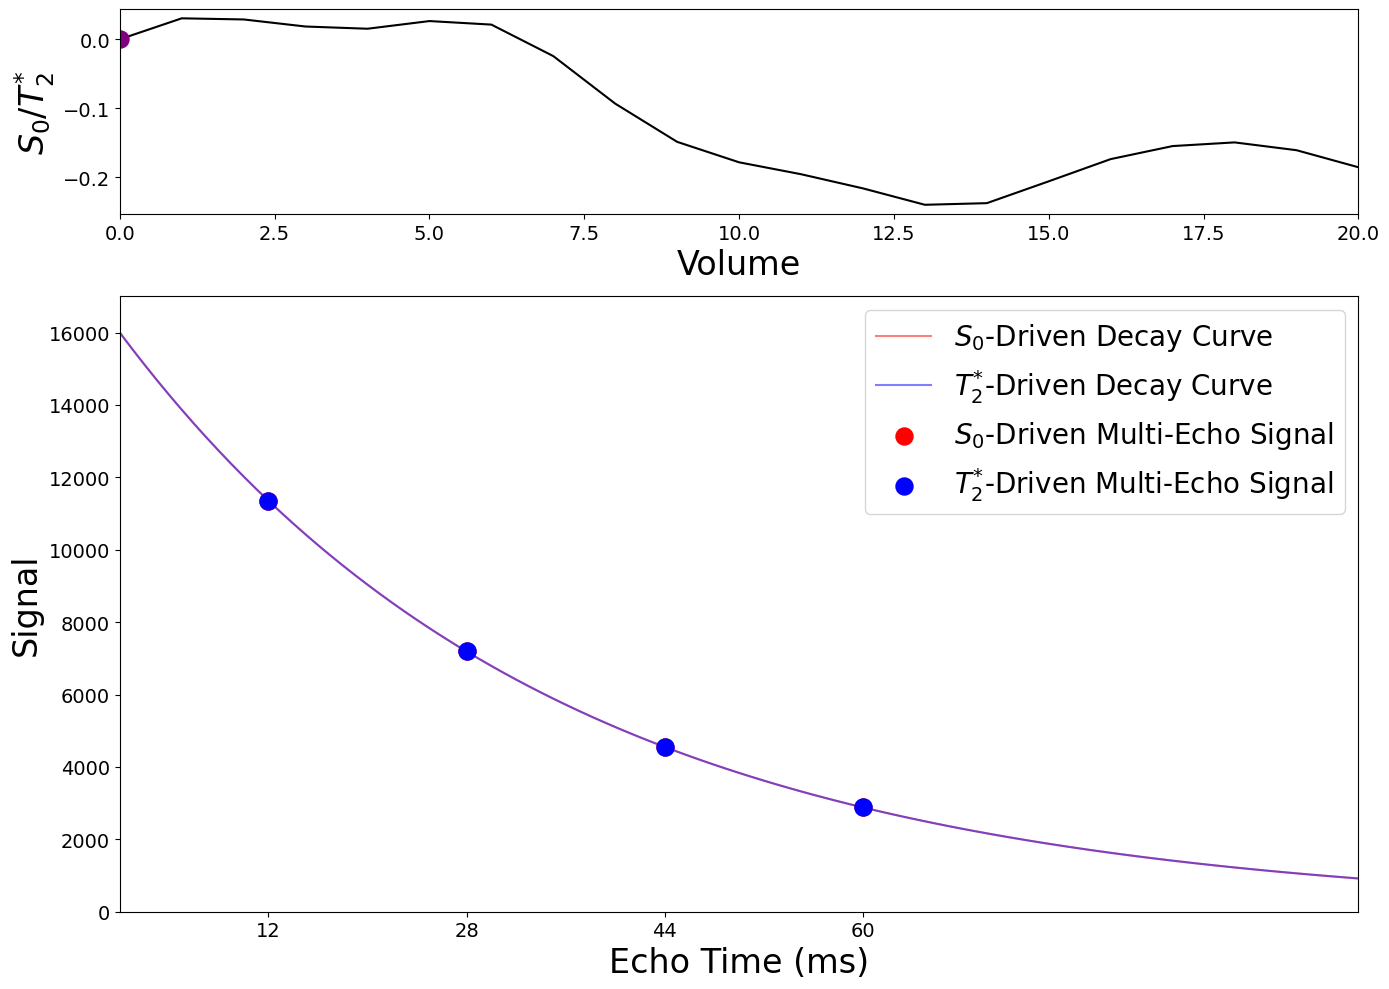 0.0
−0.1
−0.2
S₀/T₂*
0.0 2.5 5.0 7.5 10.0 12.5 15.0 17.5 20.0
Volume
16000
14000
12000
10000
8000
6000
4000
2000
0
Signal
S₀-Driven Decay Curve
T₂*-Driven Decay Curve
S₀-Driven Multi-Echo Signal
T₂*-Driven Multi-Echo Signal
12 28 44 60
Echo Time (ms)